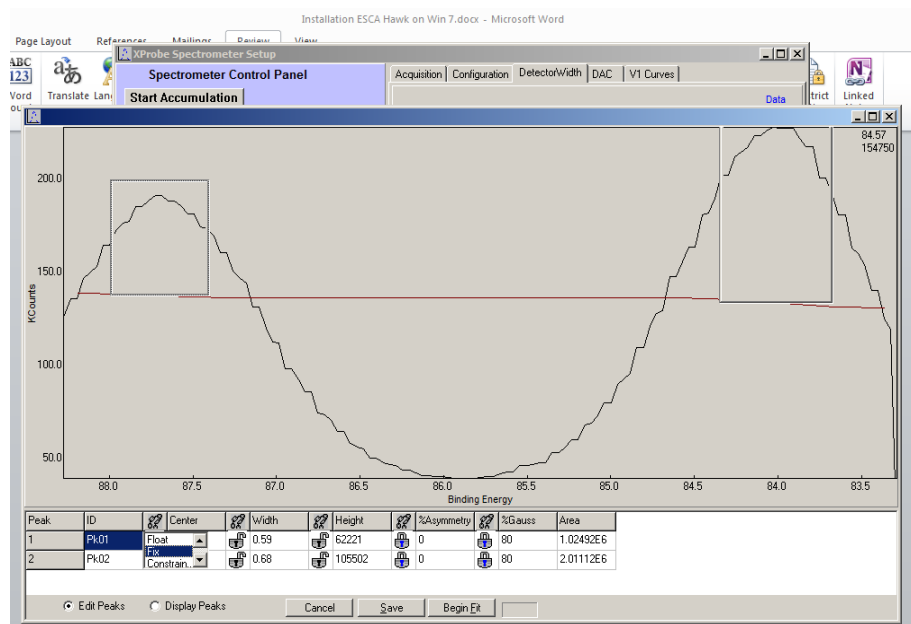 Installation ESCA Hawk on Win 7.docx - Microsoft Word
Page Layout References Mailings Review View
XProbe Spectrometer Setup
ABC
123
Translate
Spectrometer Control Panel
Acquisition Configuration DetectorWidth DAC V1 Curves
Start Accumulation
Data
Linked
84.57
154750
200.0
150.0
KCounts
100.0
50.0
88.0 87.5 87.0 86.5 86.0 85.5 85.0 84.5 84.0 83.5
Binding Energy
Peak ID Center Width Height %Asymmetry %Gauss Area
1 Pk01 Float 0.59 62221 0 80 1.02492E6
Fix
2 Pk02 Constrain.. 0.68 105502 0 80 2.01112E6
Edit Peaks Display Peaks Cancel Save Begin Fit